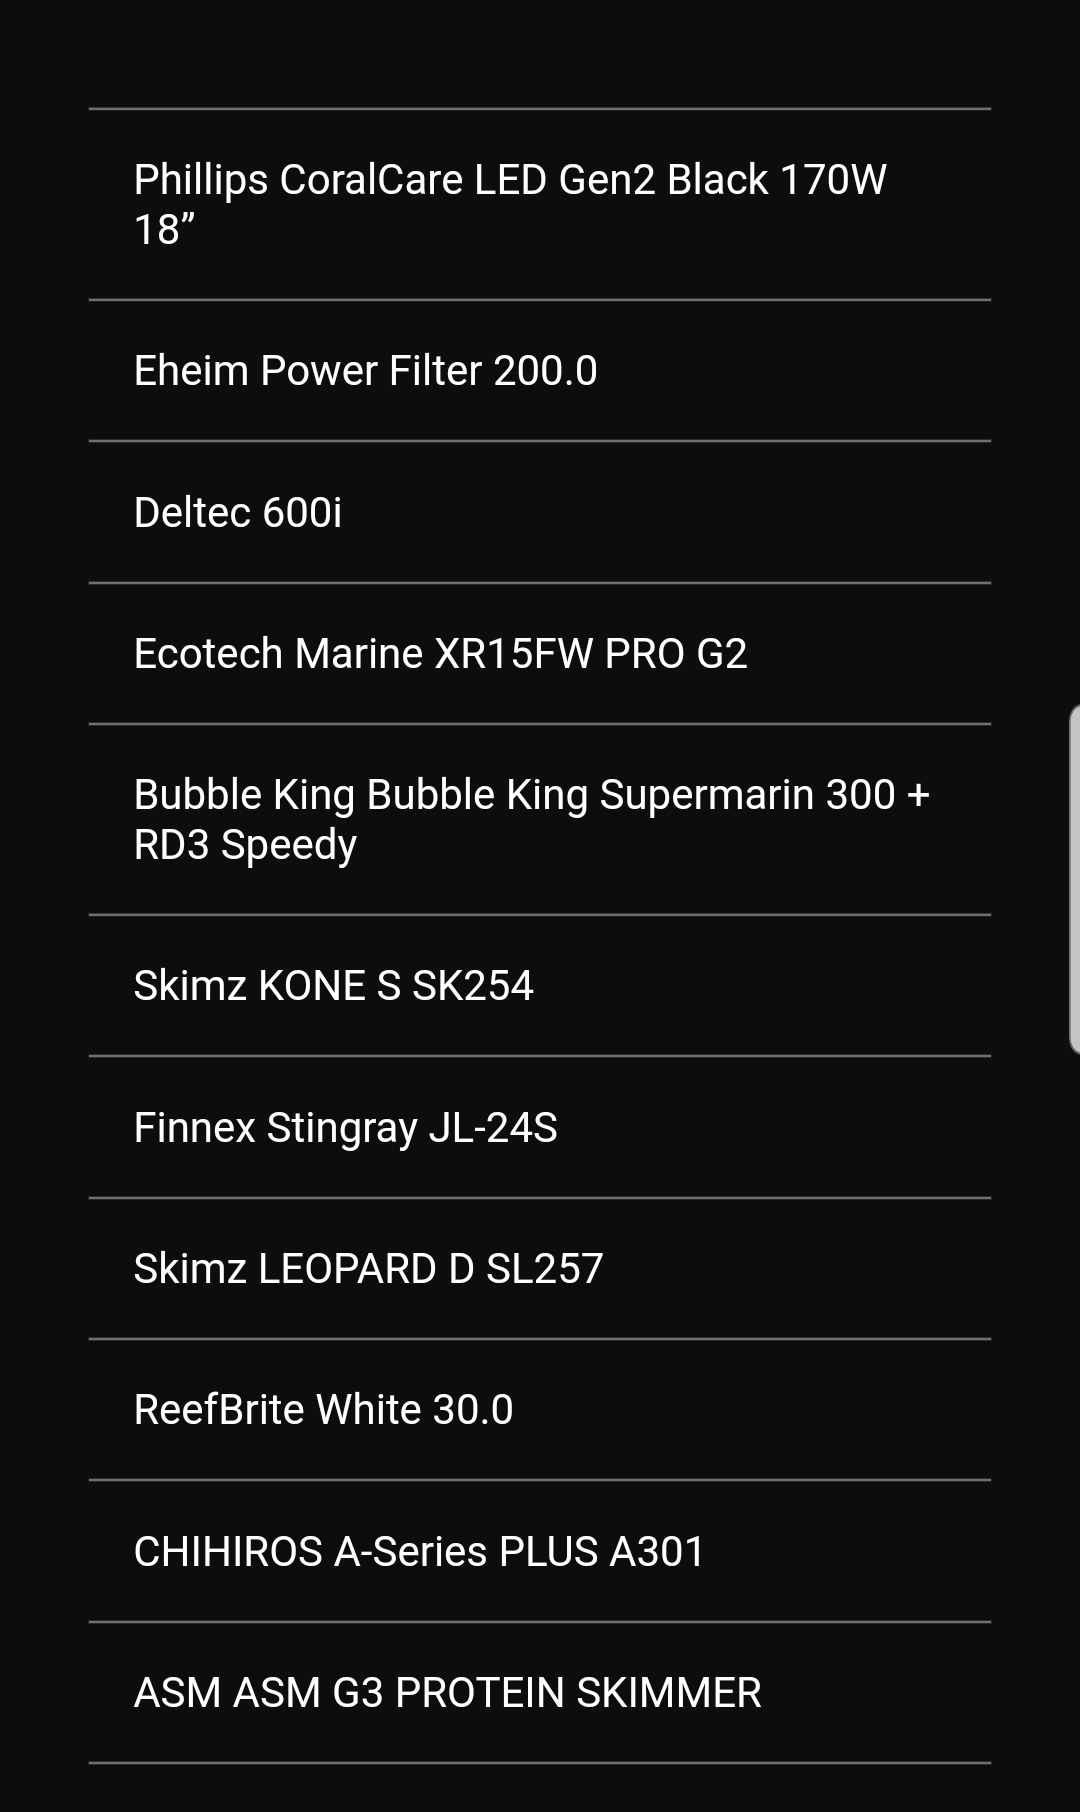 Phillips CoralCare LED Gen2 Black 170W
18”
Eheim Power Filter 200.0
Deltec 600i
Ecotech Marine XR15FW PRO G2
Bubble King Bubble King Supermarin 300 +
RD3 Speedy
Skimz KONE S SK254
Finnex Stingray JL-24S
Skimz LEOPARD D SL257
ReefBrite White 30.0
CHIHIROS A-Series PLUS A301
ASM ASM G3 PROTEIN SKIMMER